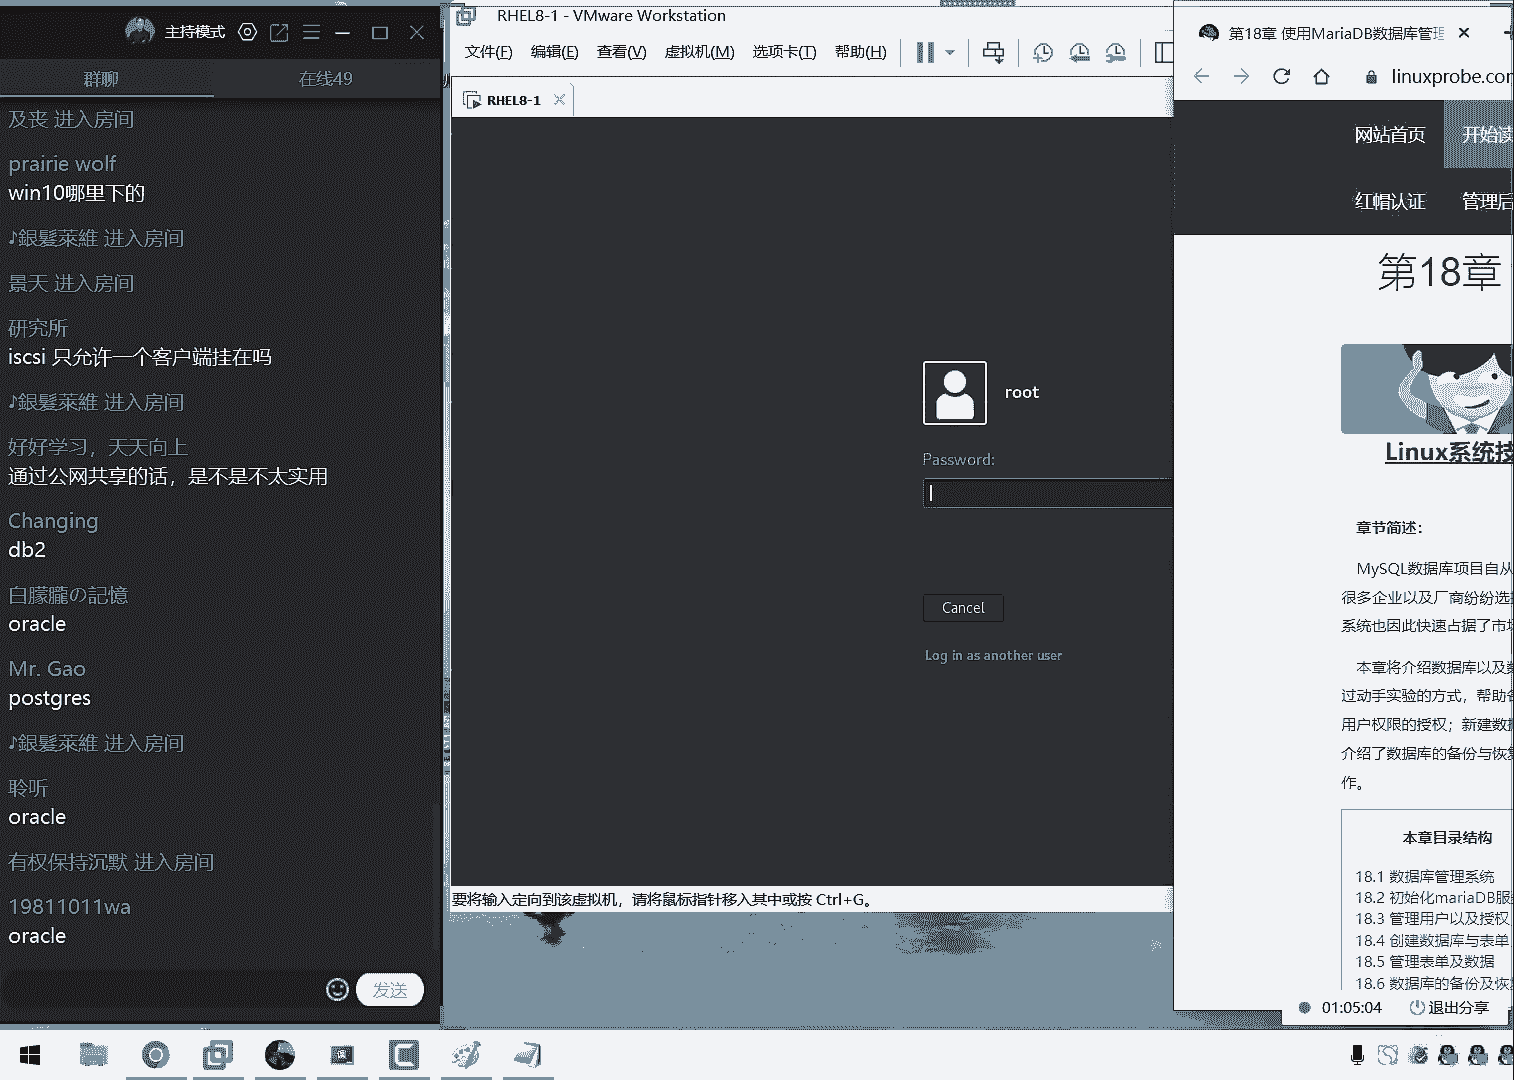 主持模式
群聊
在线49
及丧 进入房间
prairie wolf
win10哪里下的
♪銀髮萊維 进入房间
景天 进入房间
研究所
iscsi 只允许一个客户端挂在吗
♪銀髮萊維 进入房间
好好学习，天天向上
通过公网共享的话，是不是不太实用
Changing
db2
白朦朧の記憶
oracle
Mr. Gao
postgres
♪銀髮萊維 进入房间
聆听
oracle
有权保持沉默 进入房间
19811011wa
oracle
发送
RHEL8-1 - VMware Workstation
文件(F) 编辑(E) 查看(V) 虚拟机(M) 选项卡(T) 帮助(H)
RHEL8-1
root
Password:
Cancel
Log in as another user
要将输入定向到该虚拟机，请将鼠标指针移入其中或按 Ctrl+G。
第18章 使用MariaDB数据库管理
linuxprobe.com
网站首页 开始读
红帽认证 管理后
第18章
Linux系统技
章节简述：
MySQL数据库项目自从
很多企业以及厂商纷纷选择
系统也因此快速占据了市场
本章将介绍数据库以及数
过动手实验的方式，帮助各
用户权限的授权；新建数据
介绍了数据库的备份与恢复
作。
本章目录结构
18.1 数据库管理系统
18.2 初始化mariaDB服
18.3 管理用户以及授权
18.4 创建数据库与表单
18.5 管理表单及数据
18.6 数据库的备份及恢
01:05:04 退出分享